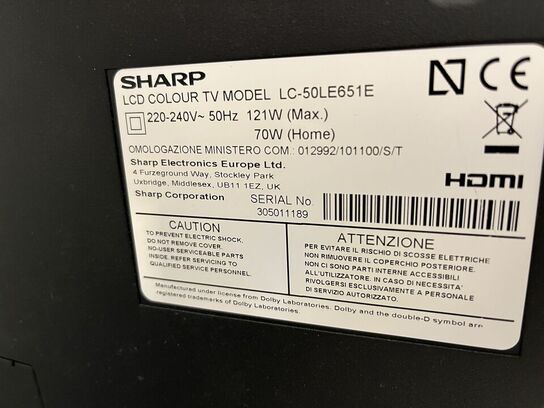 SHARP
LCD COLOUR TV MODEL LC-50LE651E
220-240V~ 50Hz 121W (Max.)
70W (Home)
OMOLOGAZIONE MINISTERO COM.: 012992/101100/S/T
Sharp Electronics Europe Ltd.
4 Furzeground Way, Stockley Park
Uxbridge, Middlesex, UB11 1EZ, UK
Sharp Corporation
SERIAL No.
305011189
CE
HDMI
CAUTION
TO PREVENT ELECTRIC SHOCK,
DO NOT REMOVE COVER.
NO-USER SERVICEABLE PARTS
INSIDE. REFER SERVICING TO
QUALIFIED SERVICE PERSONNEL.
ATTENZIONE
PER EVITARE IL RISCHIO DI SCOSSE ELETTRICHE
NON RIMUOVERE IL COPERCHIO POSTERIORE.
NON CI SONO PARTI INTERNE ACCESSIBILI
ALL'UTILIZZATORE. IN CASO DI NECESSITA'
RIVOLGERSI ESCLUSIVAMENTE A PERSONALE
DI SERVIZIO AUTORIZZATO.
Manufactured under license from Dolby Laboratories. Dolby and the double-D symbol are
registered trademarks of Dolby Laboratories.